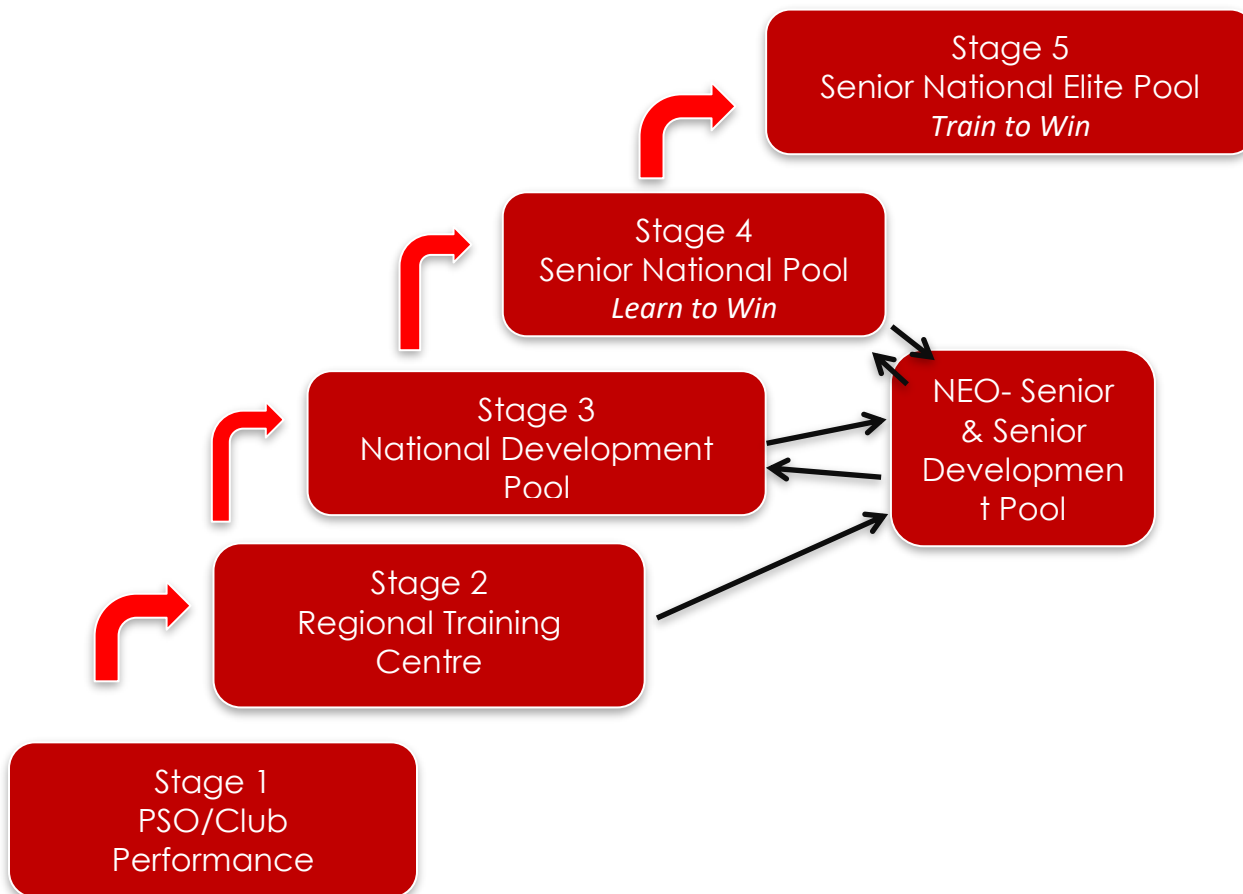 Stage 5
Senior National Elite Pool
Train to Win
Stage 4
Senior National Pool
Learn to Win
Stage 3
National Development
Pool
NEO- Senior
& Senior
Developmen
t Pool
Stage 2
Regional Training
Centre
Stage 1
PSO/Club
Performance